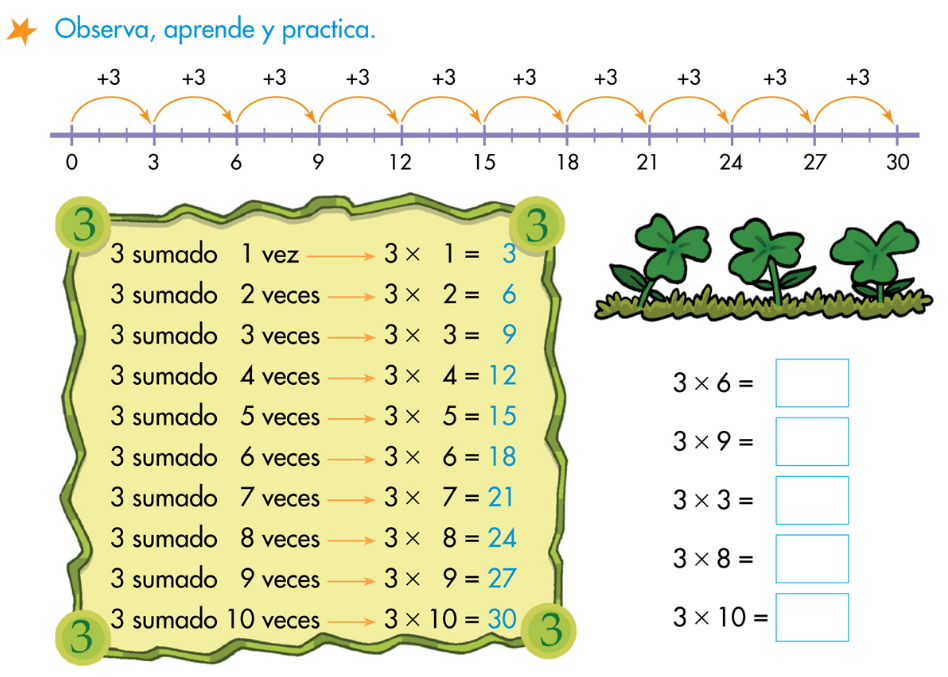 Observa, aprende y practica.
+3 +3 +3 +3 +3 +3 +3 +3 +3 +3
0 3 6 9 12 15 18 21 24 27 30
3 3
3 sumado 1 vez → 3 × 1 = 3
3 sumado 2 veces → 3 × 2 = 6
3 sumado 3 veces → 3 × 3 = 9
3 sumado 4 veces → 3 × 4 = 12
3 sumado 5 veces → 3 × 5 = 15
3 sumado 6 veces → 3 × 6 = 18
3 sumado 7 veces → 3 × 7 = 21
3 sumado 8 veces → 3 × 8 = 24
3 sumado 9 veces → 3 × 9 = 27
3 sumado 10 veces → 3 × 10 = 30
3 3
3 × 6 =
3 × 9 =
3 × 3 =
3 × 8 =
3 × 10 =